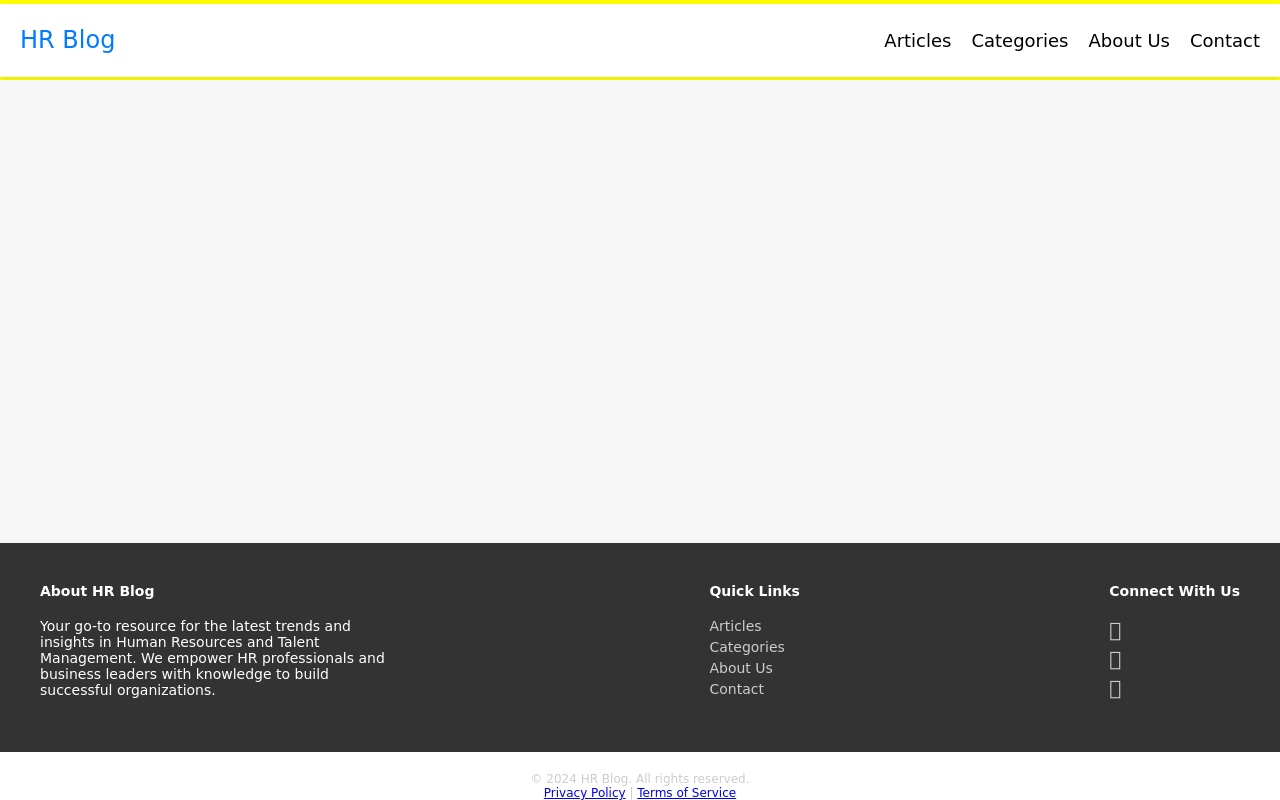 HR Blog
Articles Categories About Us Contact
About HR Blog
Your go-to resource for the latest trends and
insights in Human Resources and Talent
Management. We empower HR professionals and
business leaders with knowledge to build
successful organizations.
Quick Links
Articles
Categories
About Us
Contact
Connect With Us
© 2024 HR Blog. All rights reserved.
Privacy Policy | Terms of Service